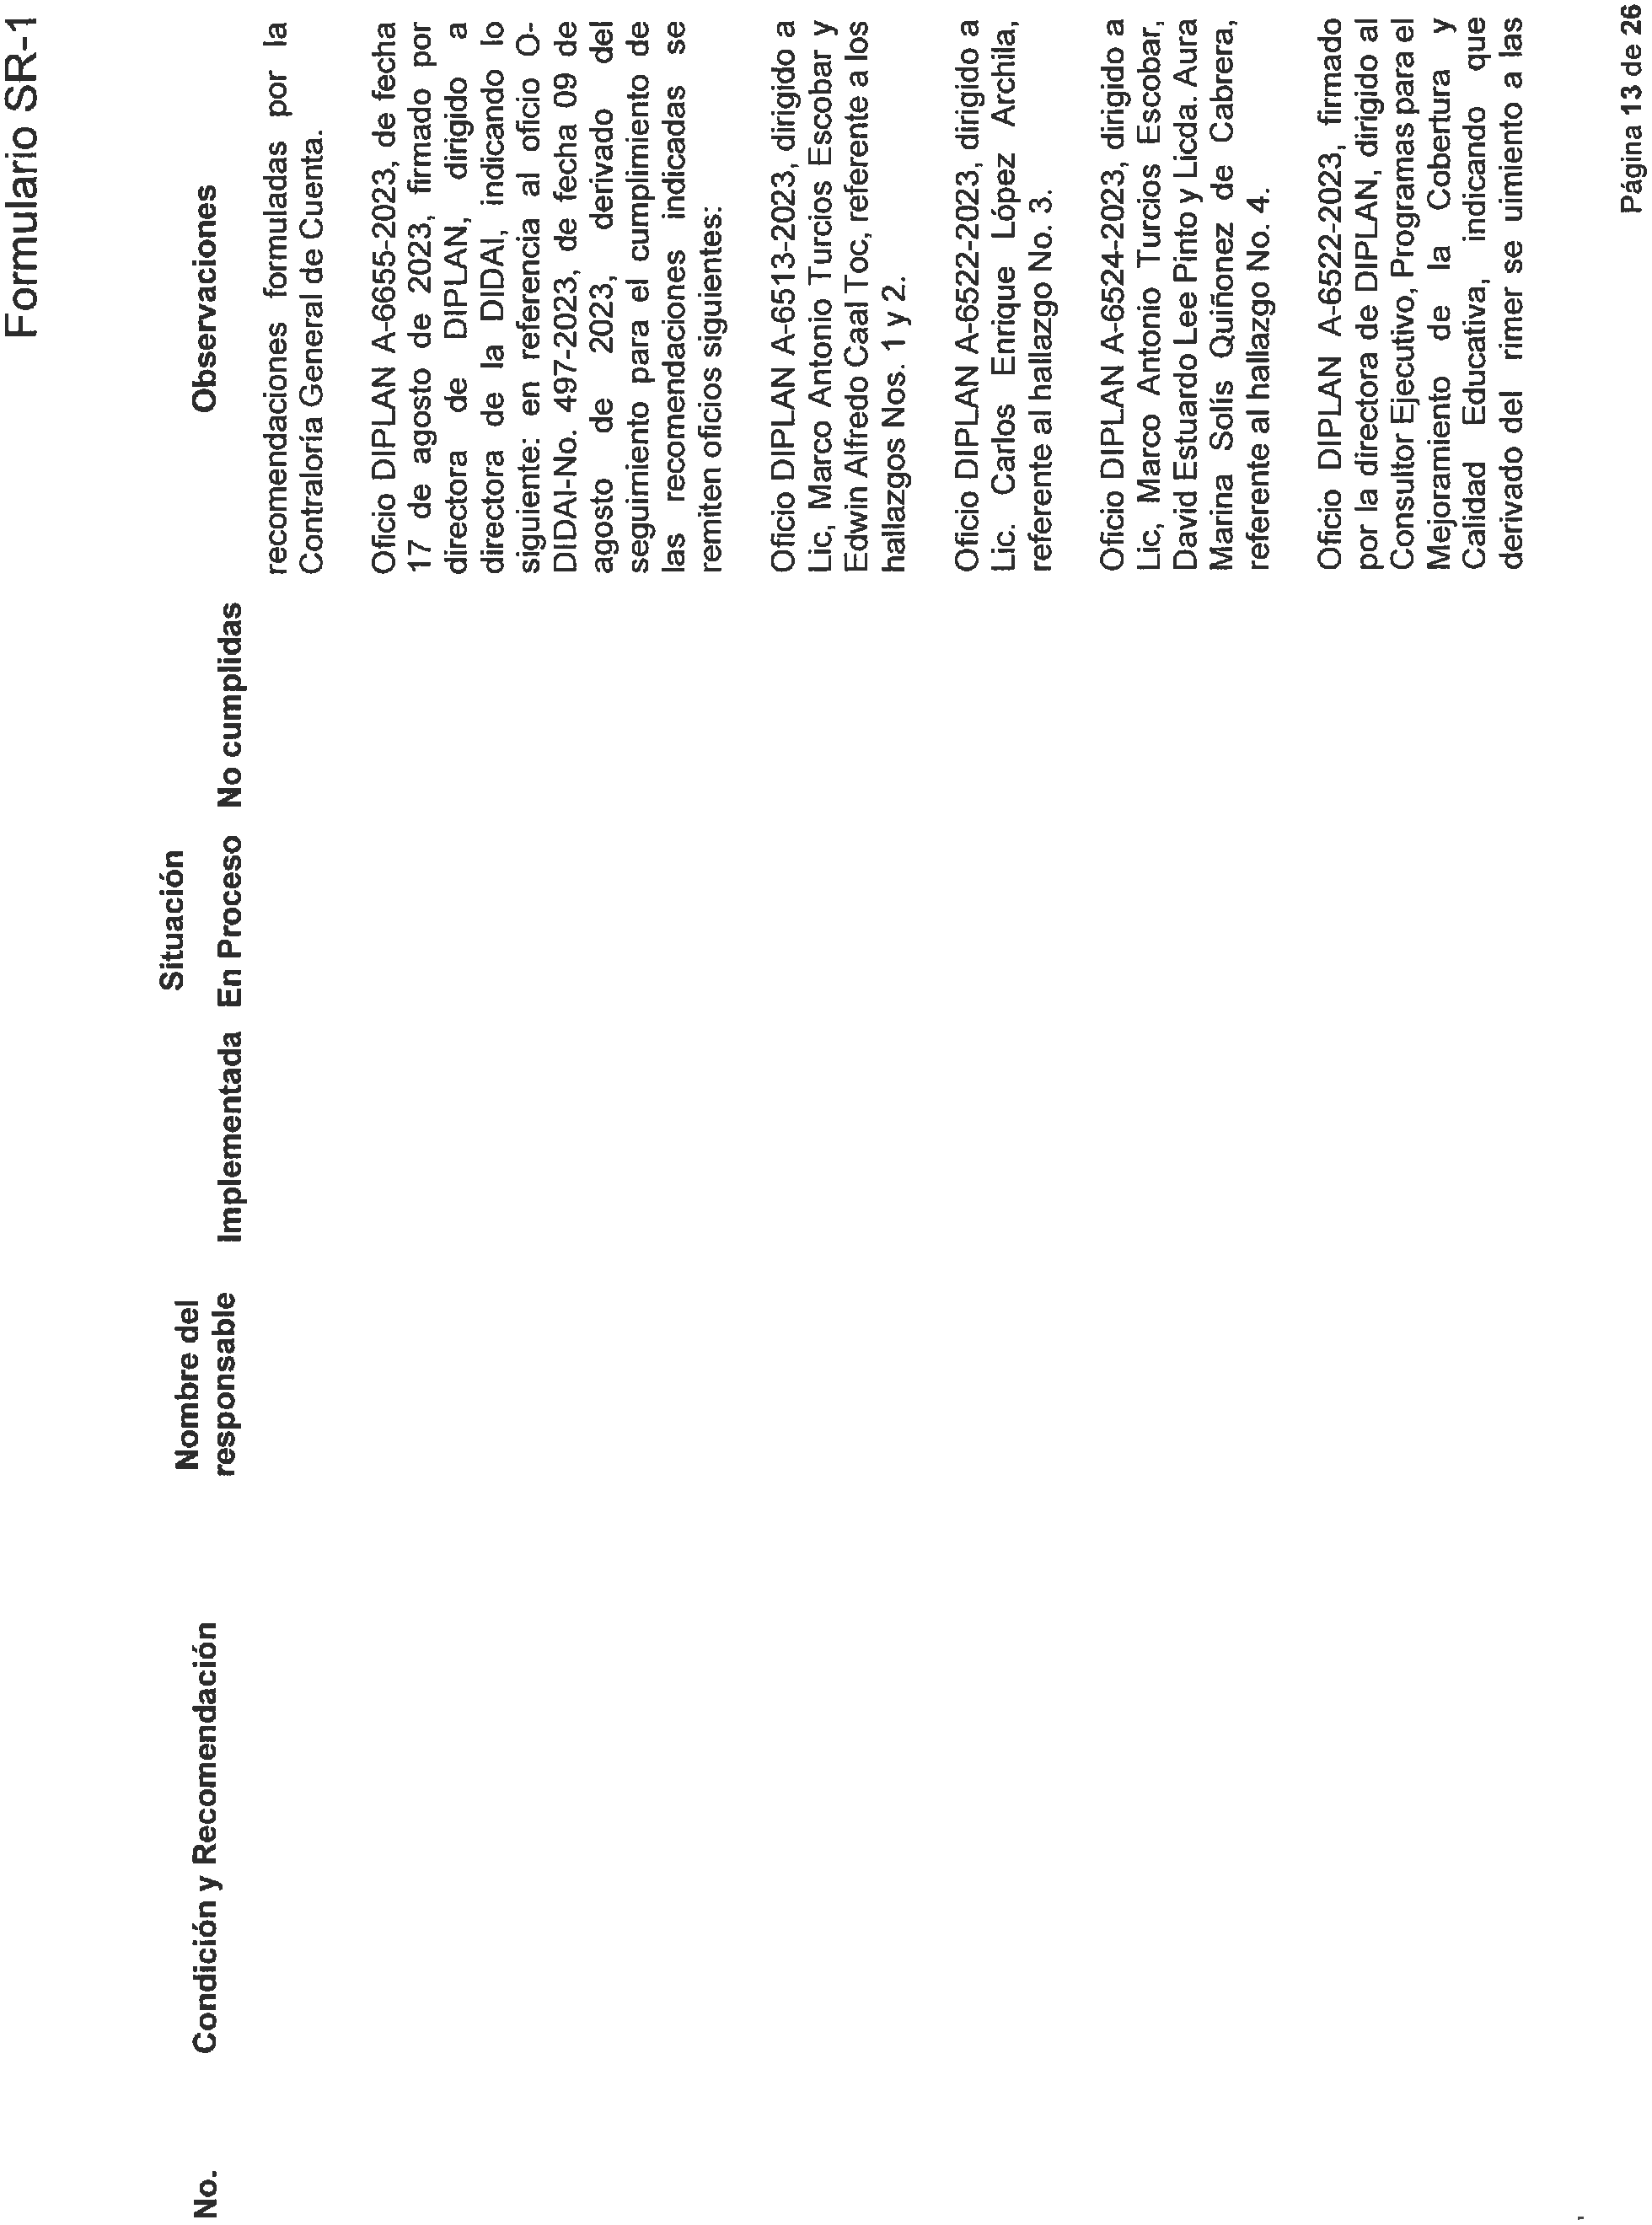 Formulario SR-1
No.
Condición y Recomendación
Nombre del
responsable
Situación
Implementada En Proceso No cumplidas
Observaciones
recomendaciones formuladas por la
Contraloría General de Cuenta.
Oficio DIPLAN A-6655-2023, de fecha
17 de agosto de 2023, firmado por
directora de DIPLAN, dirigido a
directora de la DIDAI, indicando lo
siguiente: en referencia al oficio O-
DIDAI-No. 497-2023, de fecha 09 de
agosto de 2023, derivado del
seguimiento para el cumplimiento de
las recomendaciones indicadas se
remiten oficios siguientes:
Oficio DIPLAN A-6513-2023, dirigido a
Lic, Marco Antonio Turcios Escobar y
Edwin Alfredo Caal Toc, referente a los
hallazgos Nos. 1 y 2.
Oficio DIPLAN A-6522-2023, dirigido a
Lic. Carlos Enrique López Archila,
referente al hallazgo No. 3.
Oficio DIPLAN A-6524-2023, dirigido a
Lic, Marco Antonio Turcios Escobar,
David Estuardo Lee Pinto y Licda. Aura
Marina Solís Quiñonez de Cabrera,
referente al hallazgo No. 4.
Oficio DIPLAN A-6522-2023, firmado
por la directora de DIPLAN, dirigido al
Consultor Ejecutivo, Programas para el
Mejoramiento de la Cobertura y
Calidad Educativa, indicando que
derivado del rimer se uimiento a las
Página 13 de 26